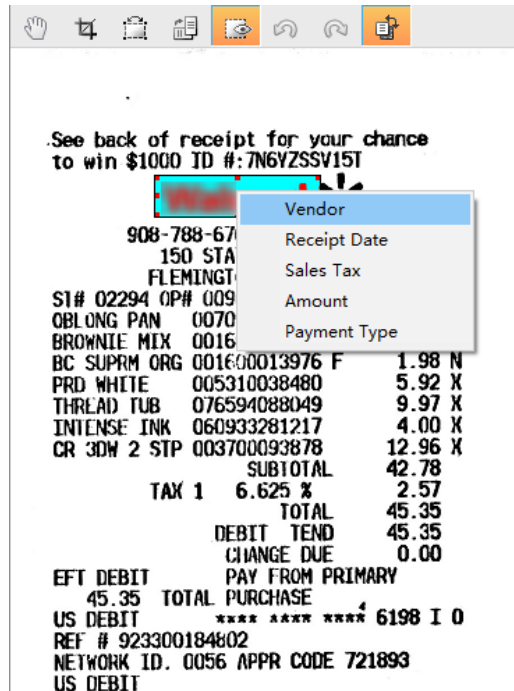 See back of receipt for your chance
to win $1000 ID #:7N6YZSSV15T
Vendor
Receipt Date
Sales Tax
Amount
Payment Type
908-788-67
150 STA
FLEMINGT
ST# 02294 OP# 009
OBLONG PAN 0070
BROWNIE MIX 0016
BC SUPRM ORG 001600013976 F 1.98 N
PRD WHITE 005310038480 5.92 X
THREAD TUB 076594088049 9.97 X
INTENSE INK 060933281217 4.00 X
CR 3DW 2 STP 003700093878 12.96 X
SUBTOTAL 42.78
TAX 1 6.625 % 2.57
TOTAL 45.35
DEBIT TEND 45.35
CHANGE DUE 0.00
EFT DEBIT PAY FROM PRIMARY
45.35 TOTAL PURCHASE
US DEBIT **** **** **** 6198 I 0
REF # 923300184802
NETWORK ID. 0056 APPR CODE 721893
US DEBIT